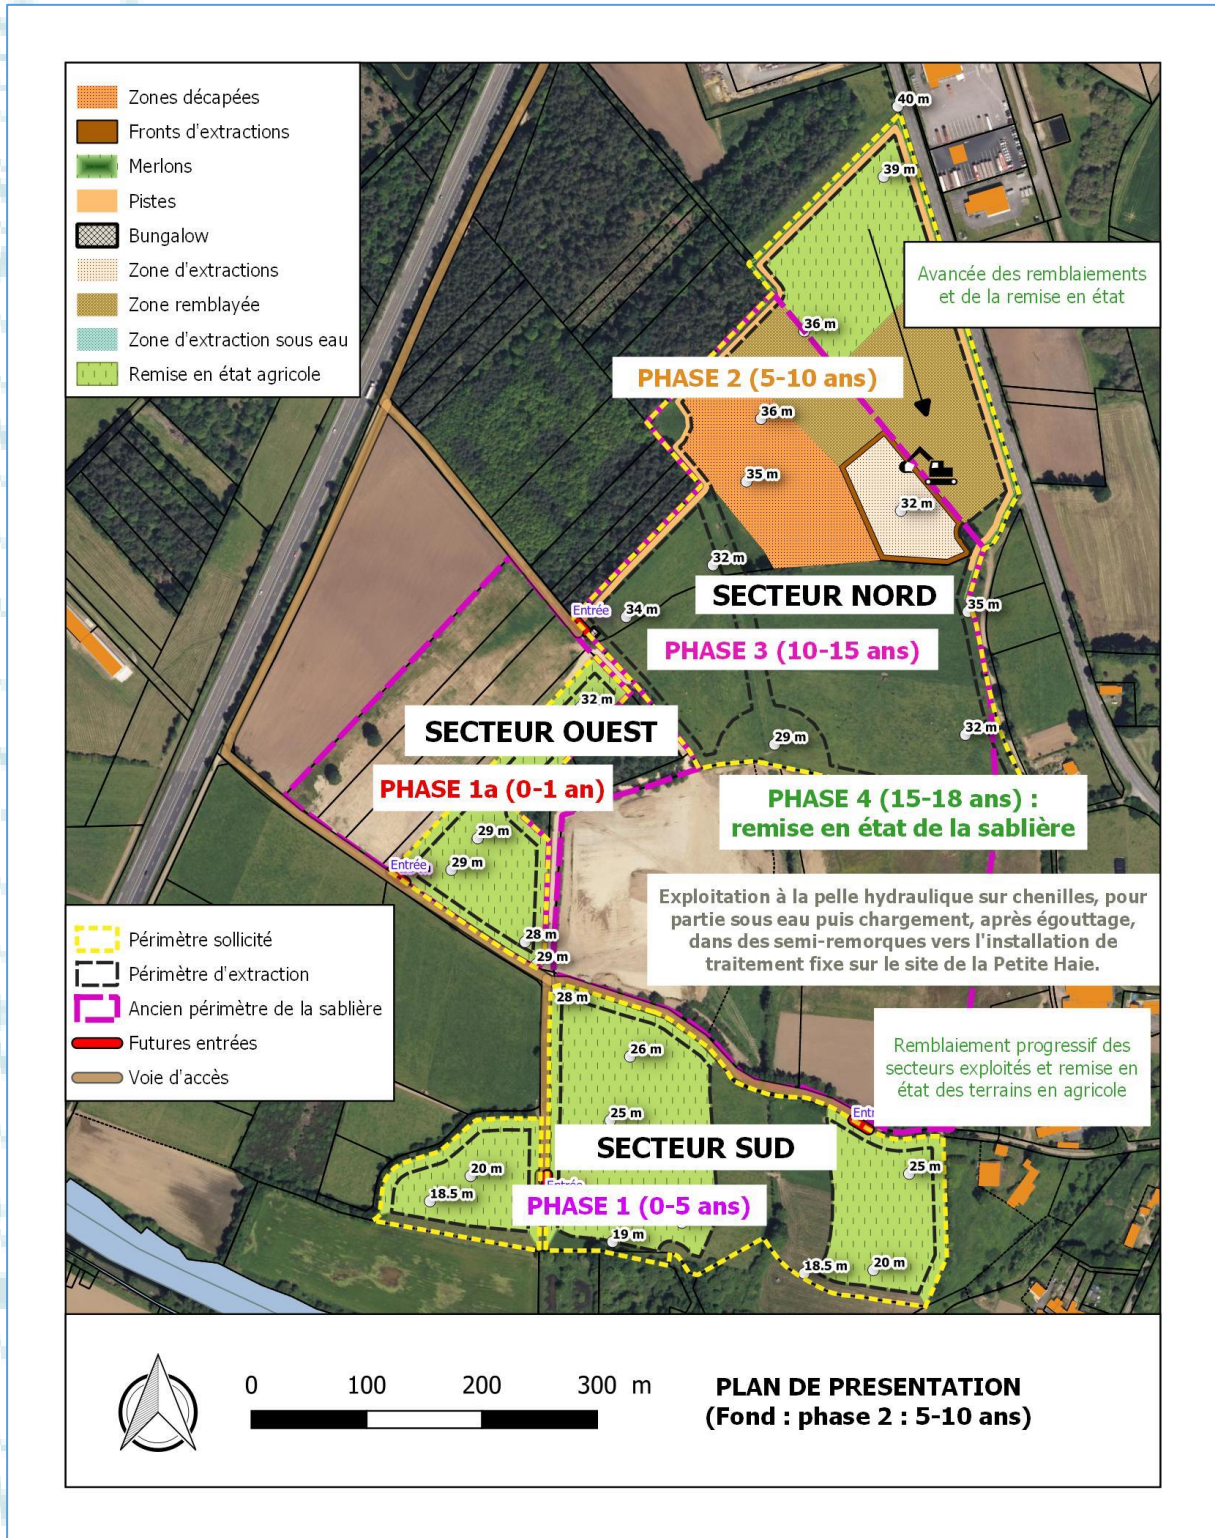 Zones décapées
Fronts d'extractions
Merlons
Pistes
Bungalow
Zone d'extractions
Zone remblayée
Zone d'extraction sous eau
Remise en état agricole
40 m
39 m
Avancée des remblaiements
et de la remise en état
36 m
PHASE 2 (5-10 ans)
36 m
35 m
32 m
32 m
SECTEUR NORD
Entrée
34 m
35 m
PHASE 3 (10-15 ans)
32 m
SECTEUR OUEST
29 m
32 m
PHASE 1a (0-1 an)
PHASE 4 (15-18 ans) :
remise en état de la sablière
29 m
Entrée
29 m
Exploitation à la pelle hydraulique sur chenilles, pour
partie sous eau puis chargement, après égouttage,
dans des semi-remorques vers l'installation de
traitement fixe sur le site de la Petite Haie.
28 m
29 m
Périmètre sollicité
Périmètre d'extraction
Ancien périmètre de la sablière
Futures entrées
Voie d'accès
28 m
26 m
Remblaiement progressif des
secteurs exploités et remise en
état des terrains en agricole
25 m
Entr
SECTEUR SUD
20 m
25 m
18.5 m
Entrée
PHASE 1 (0-5 ans)
19 m
18.5 m
20 m
0 100 200 300 m
PLAN DE PRESENTATION
(Fond : phase 2 : 5-10 ans)